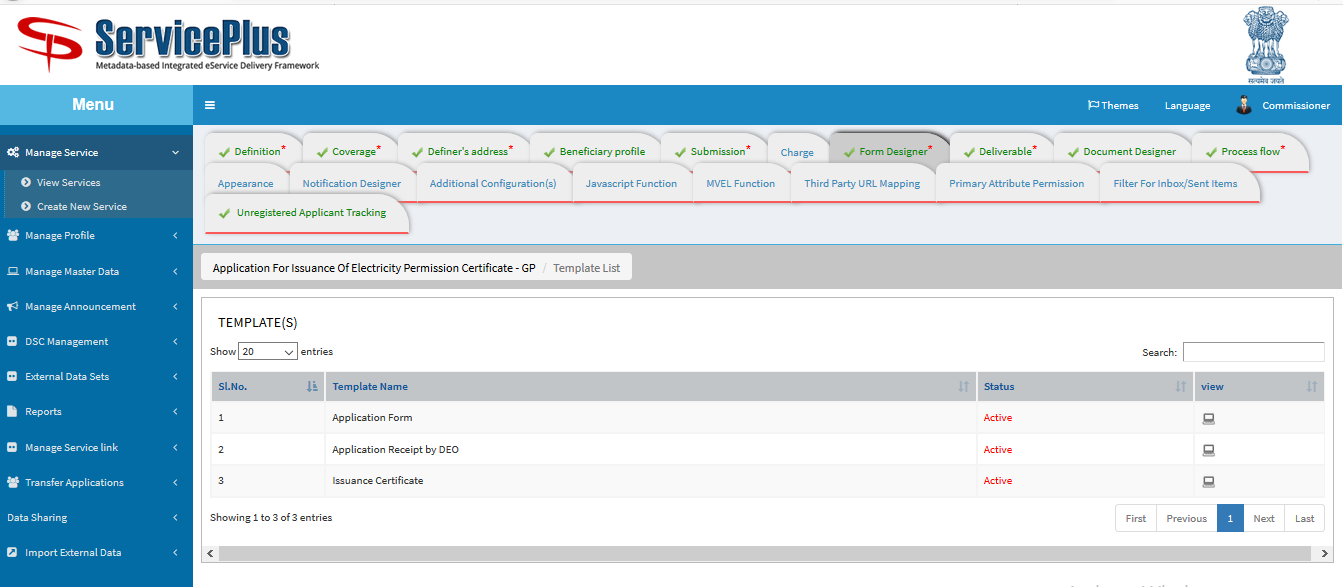 ServicePlus
Metadata-based Integrated eService Delivery Framework
सत्यमेव जयते
Menu
Themes Language Commissioner
Manage Service
View Services
Create New Service
Manage Profile
Manage Master Data
Manage Announcement
DSC Management
External Data Sets
Reports
Manage Service link
Transfer Applications
Data Sharing
Import External Data
Definition* Coverage* Definer's address* Beneficiary profile Submission* Charge Form Designer* Deliverable* Document Designer Process flow*
Appearance Notification Designer Additional Configuration(s) Javascript Function MVEL Function Third Party URL Mapping Primary Attribute Permission Filter For Inbox/Sent Items
Unregistered Applicant Tracking
Application For Issuance Of Electricity Permission Certificate - GP / Template List
TEMPLATE(S)
Show 20 entries Search:
Sl.No. Template Name Status view
1 Application Form Active
2 Application Receipt by DEO Active
3 Issuance Certificate Active
Showing 1 to 3 of 3 entries First Previous 1 Next Last